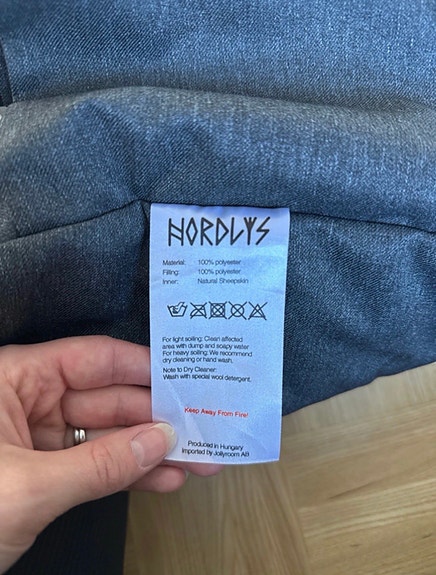 NORDLYS
Material: 100% polyester
Filling: 100% polyester
Inner: Natural Sheepskin
For light soiling: Clean affected
area with dump and soapy water
For heavy soiling: We recommend
dry cleaning or hand wash.
Note to Dry Cleaner:
Wash with special wool detergent.
Keep Away From Fire!
Produced in Hungary
Imported by Jollyroom AB